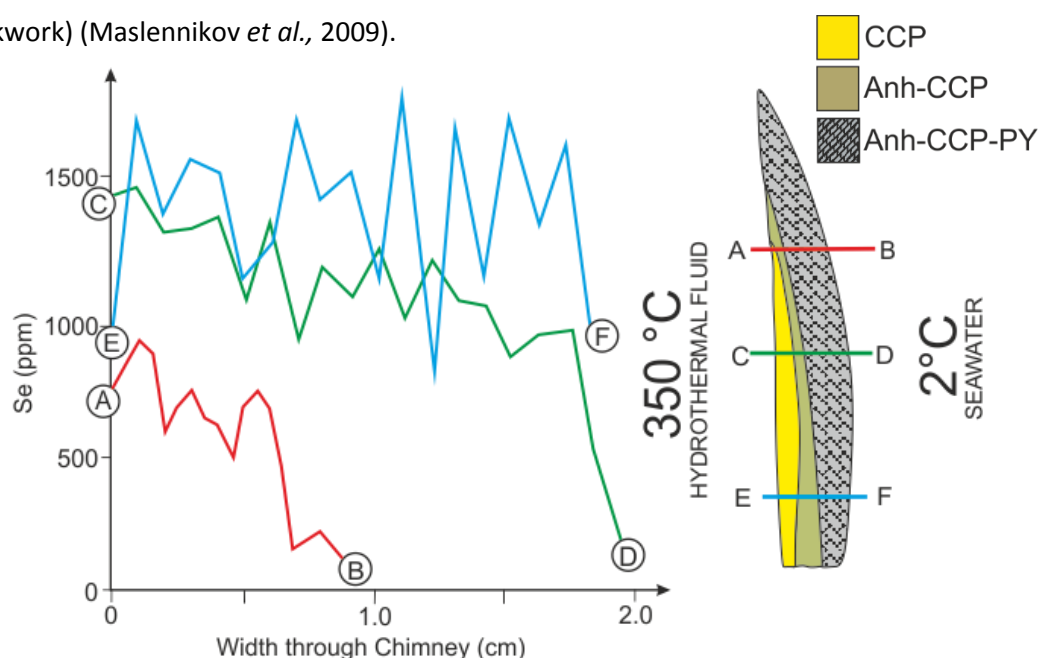 kwork) (Maslennikov et al., 2009).
CCP
Anh-CCP
Anh-CCP-PY
1500
1000
500
0
Se (ppm)
C
E
A
F
B
D
0
1.0
2.0
Width through Chimney (cm)
350 °C
HYDROTHERMAL FLUID
A
B
C
D
E
F
2°C
SEAWATER